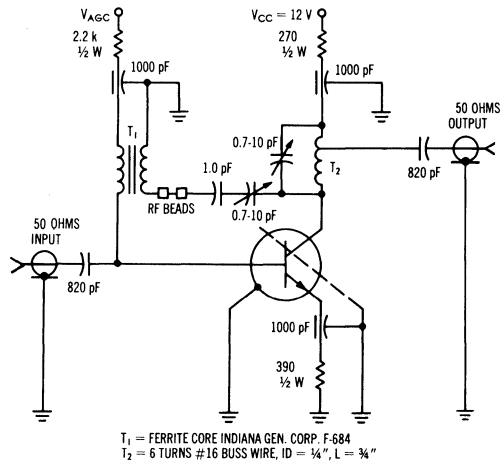 V_AGC
2.2 k
½ W
1000 pF
T₁
V_CC = 12 V
270
½ W
1000 pF
0.7-10 pF
T₂
50 OHMS
OUTPUT
820 pF
RF BEADS
1.0 pF
0.7-10 pF
50 OHMS
INPUT
820 pF
1000 pF
390
½ W
T₁ = FERRITE CORE INDIANA GEN. CORP. F-684
T₂ = 6 TURNS #16 BUSS WIRE, ID = ¼", L = ¾"